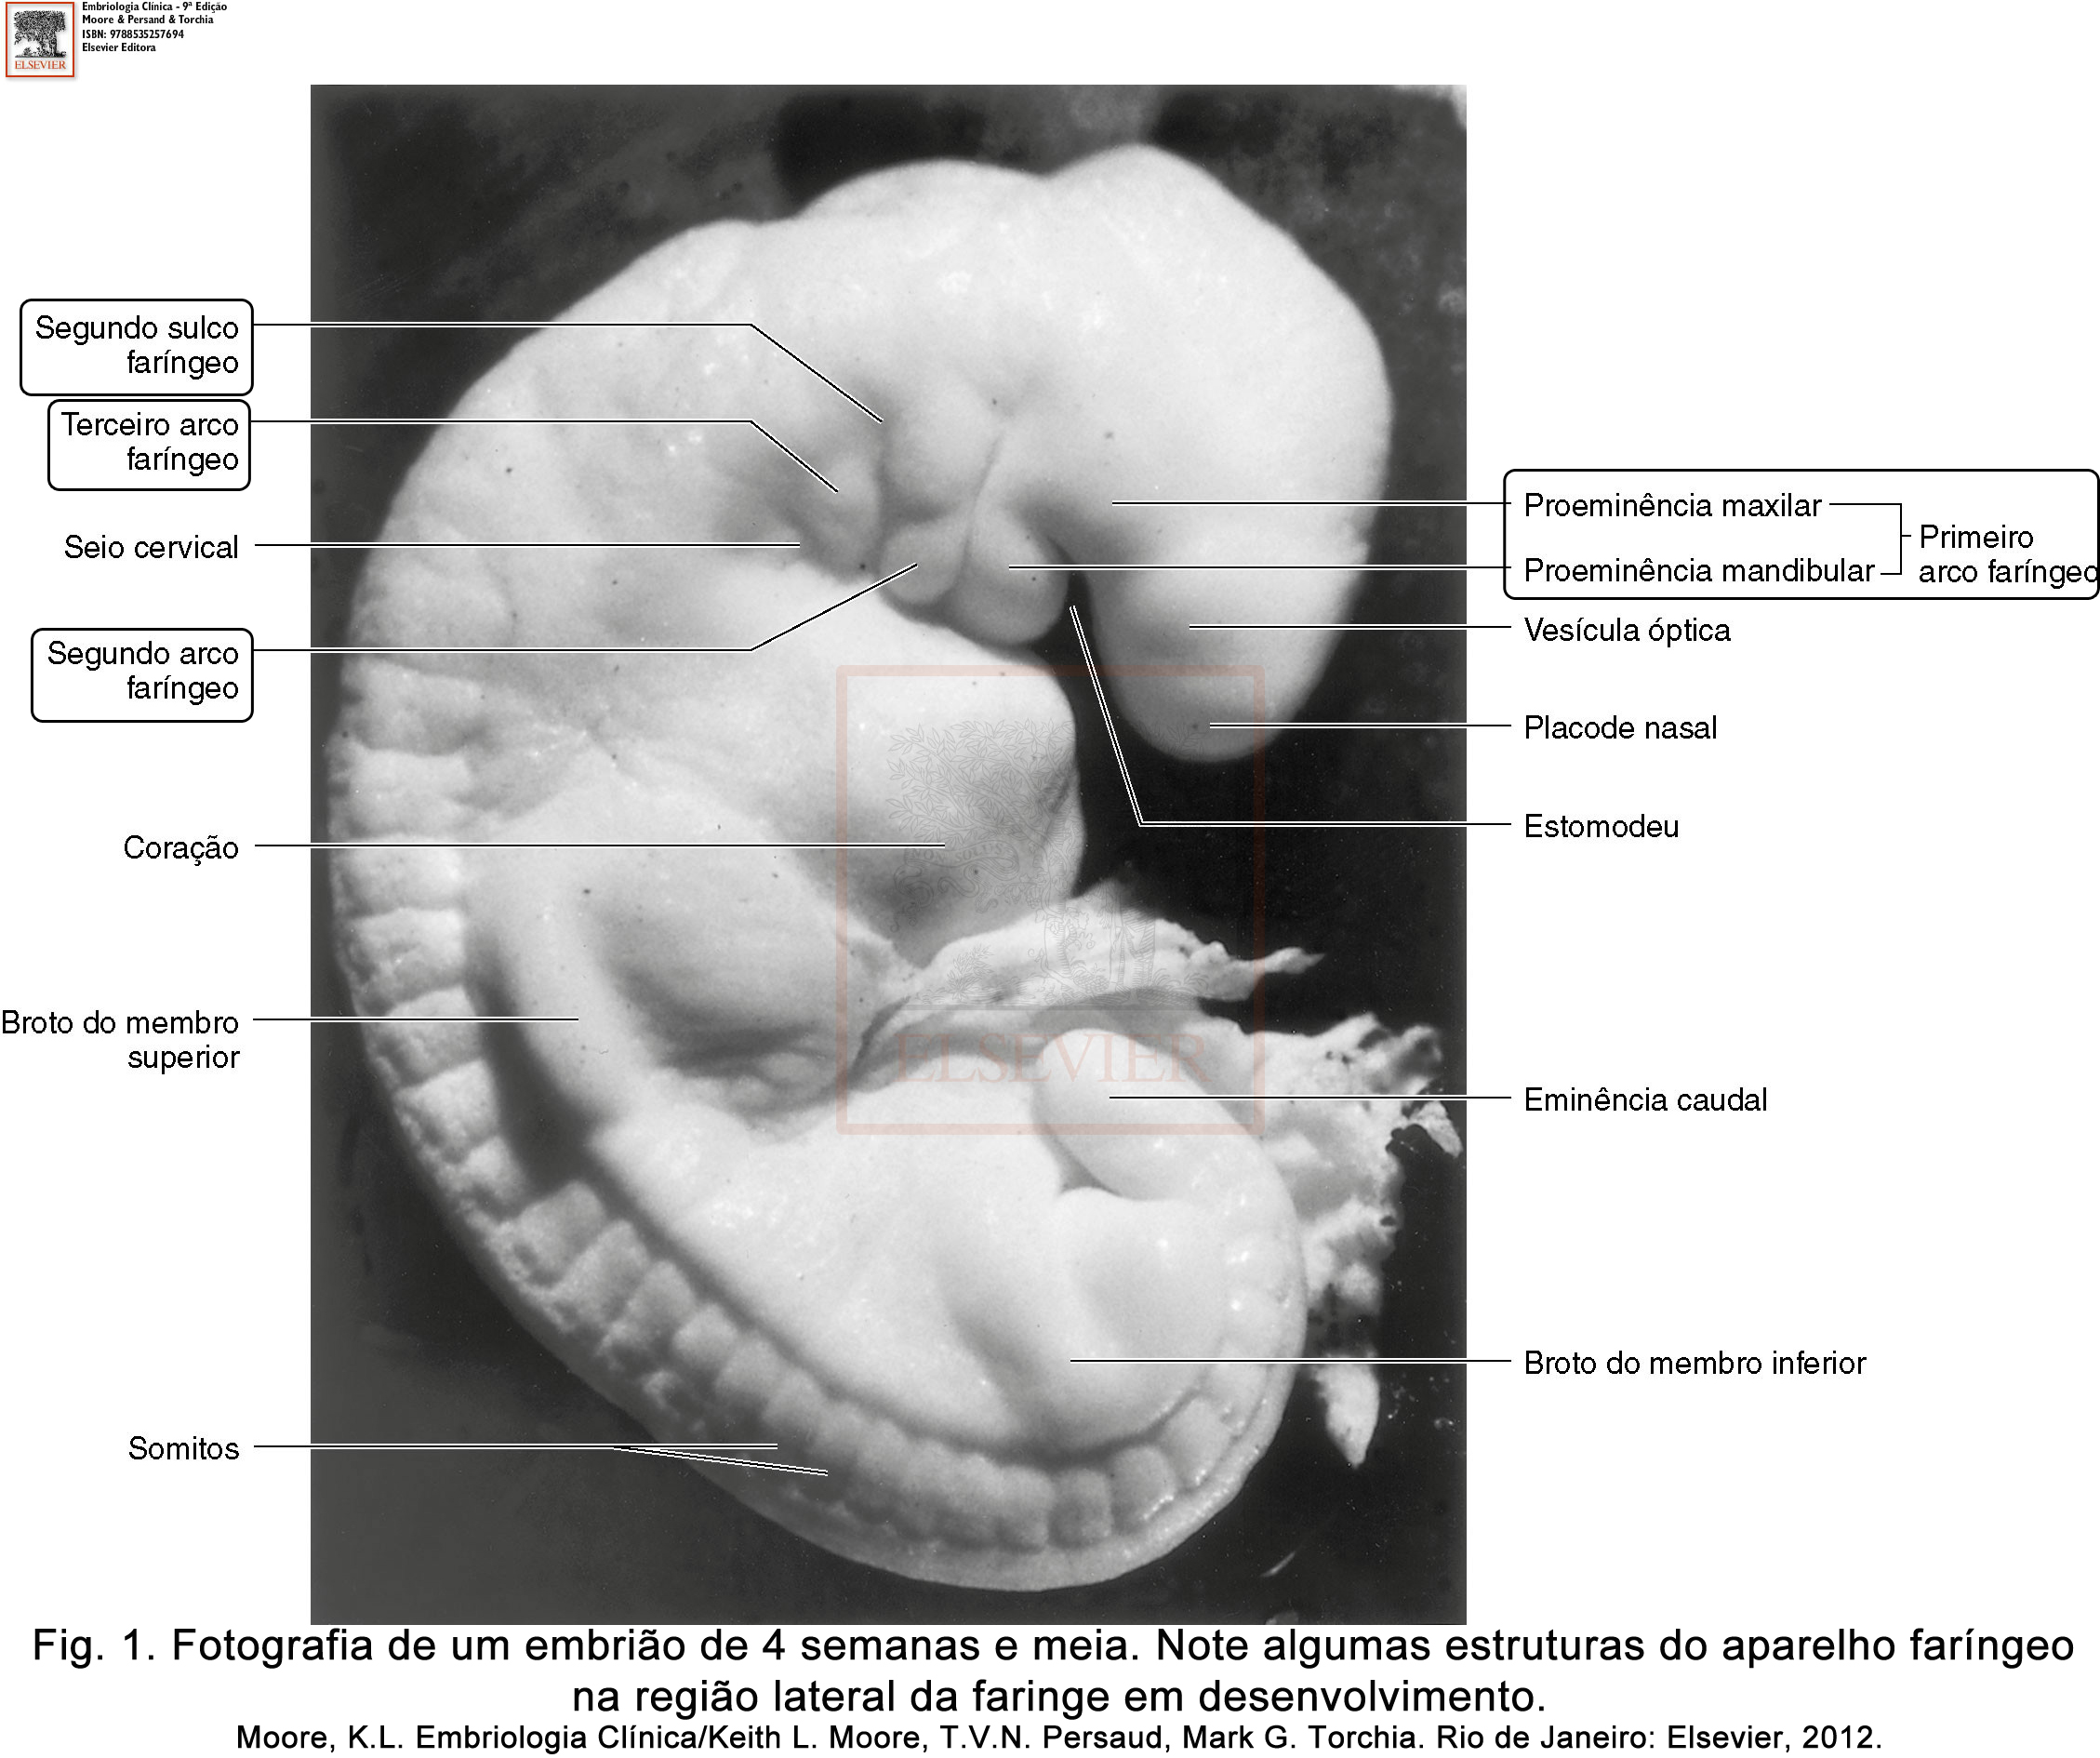 Embriologia Clínica - 9ª Edição
Moore & Persand & Torchia
ISBN: 9788535257694
Elsevier Editora
ELSEVIER
Segundo sulco
faríngeo
Terceiro arco
faríngeo
Seio cervical
Segundo arco
faríngeo
Coração
Broto do membro
superior
Somitos
Proeminência maxilar
Proeminência mandibular
Primeiro
arco faríngeo
Vesícula óptica
Placode nasal
Estomodeu
Eminência caudal
Broto do membro inferior
ELSEVIER
Fig. 1. Fotografia de um embrião de 4 semanas e meia. Note algumas estruturas do aparelho faríngeo
na região lateral da faringe em desenvolvimento.
Moore, K.L. Embriologia Clínica/Keith L. Moore, T.V.N. Persaud, Mark G. Torchia. Rio de Janeiro: Elsevier, 2012.